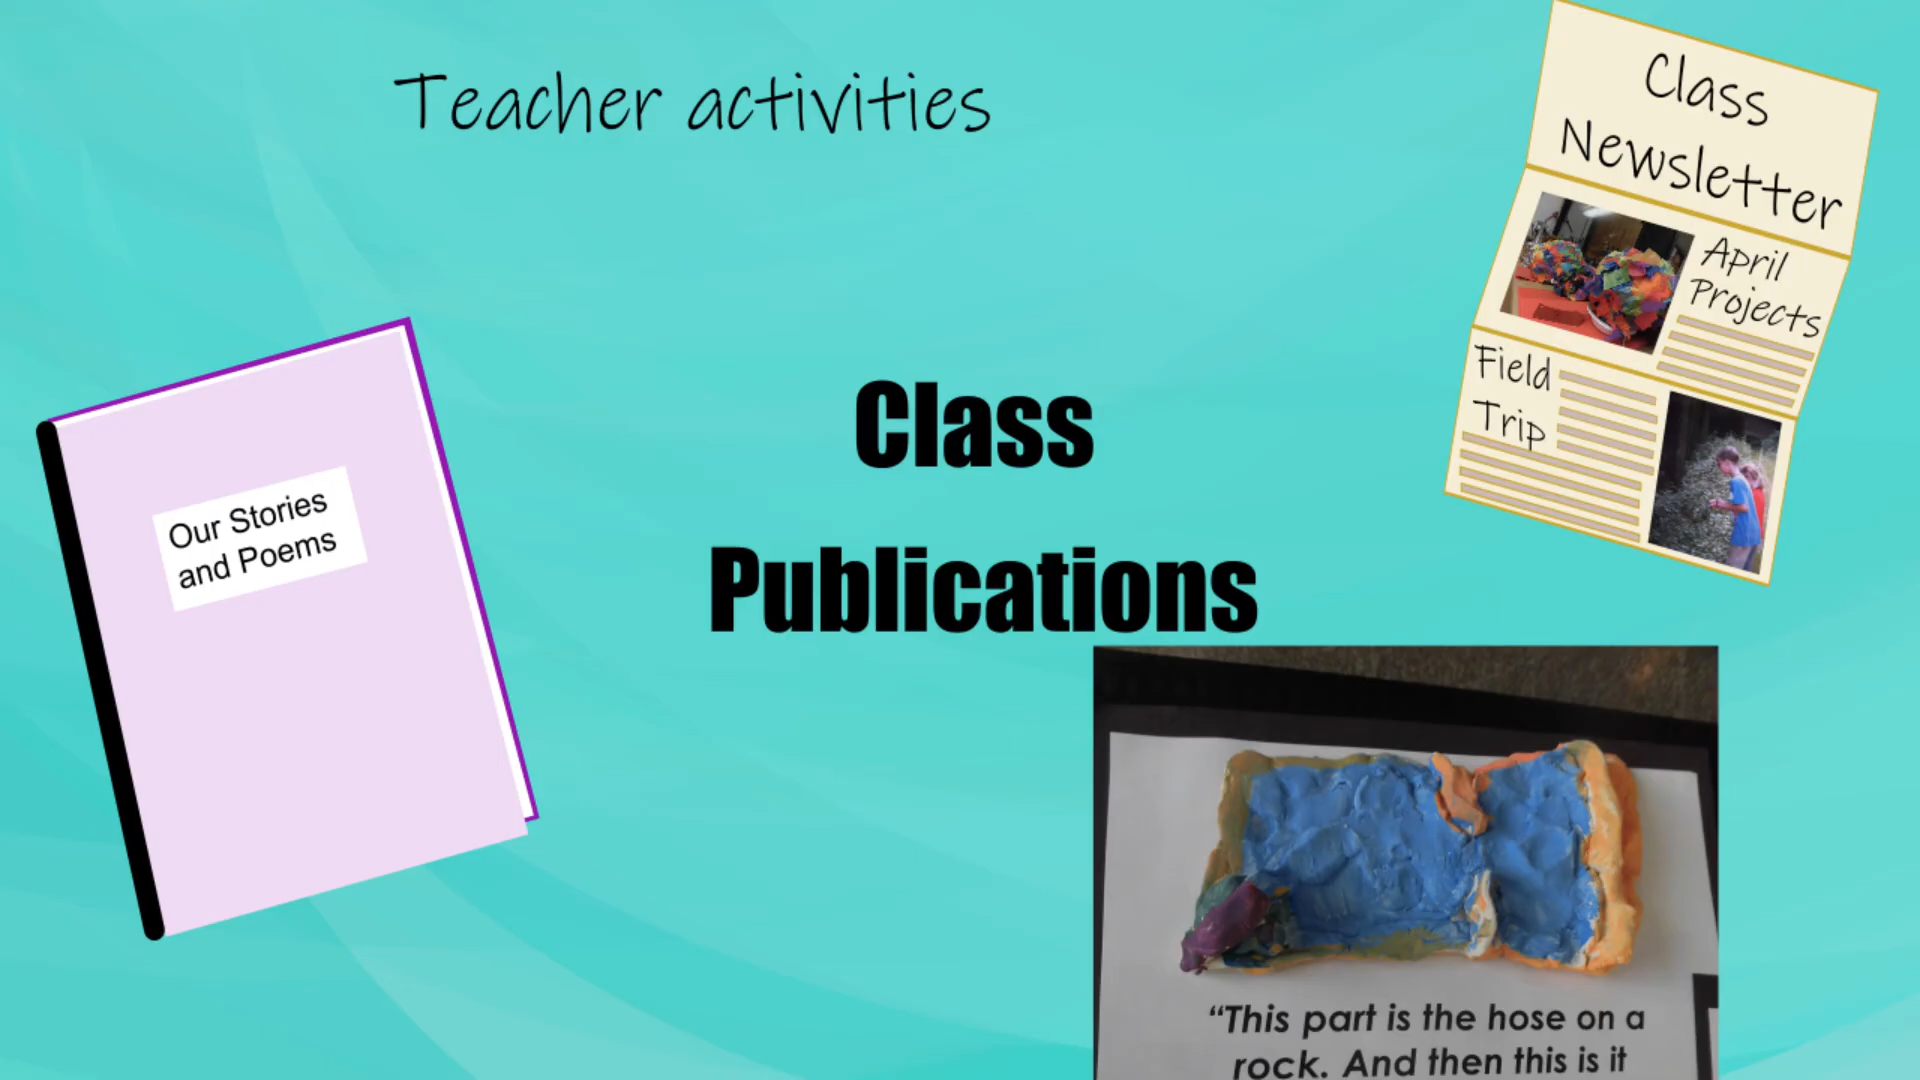 Teacher activities
Class
Newsletter
April
Projects
Field
Trip
Class
Publications
Our Stories
and Poems
“This part is the hose on a
rock. And then this is it